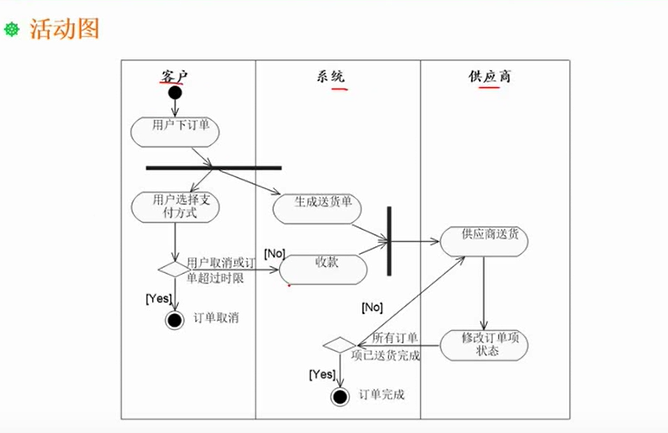 活动图
客户
系统
供应商
用户下订单
用户选择支
付方式
生成送货单
供应商送货
用户取消或订
单超过时限
[No]
收款
[Yes]
订单取消
[No]
所有订单
项已送货完成
修改订单项
状态
[Yes]
订单完成